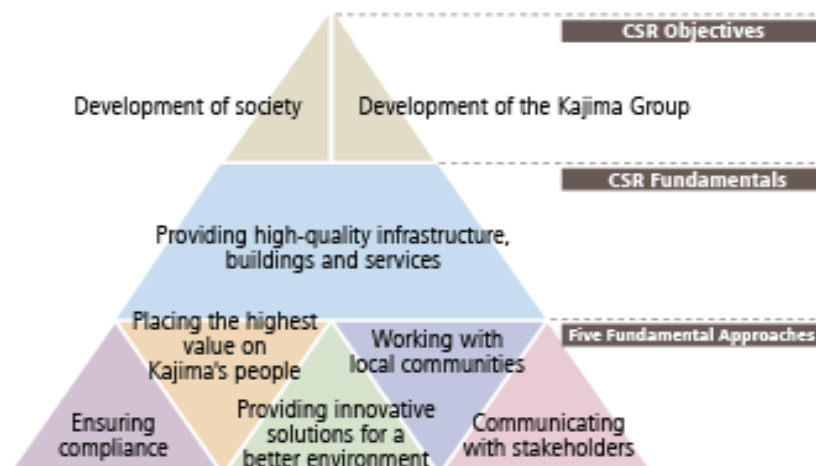 CSR Objectives
Development of society
Development of the Kajima Group
CSR Fundamentals
Providing high-quality infrastructure,
buildings and services
Five Fundamental Approaches
Placing the highest
value on
Kajima's people
Working with
local communities
Ensuring
compliance
Providing innovative
solutions for a
better environment
Communicating
with stakeholders